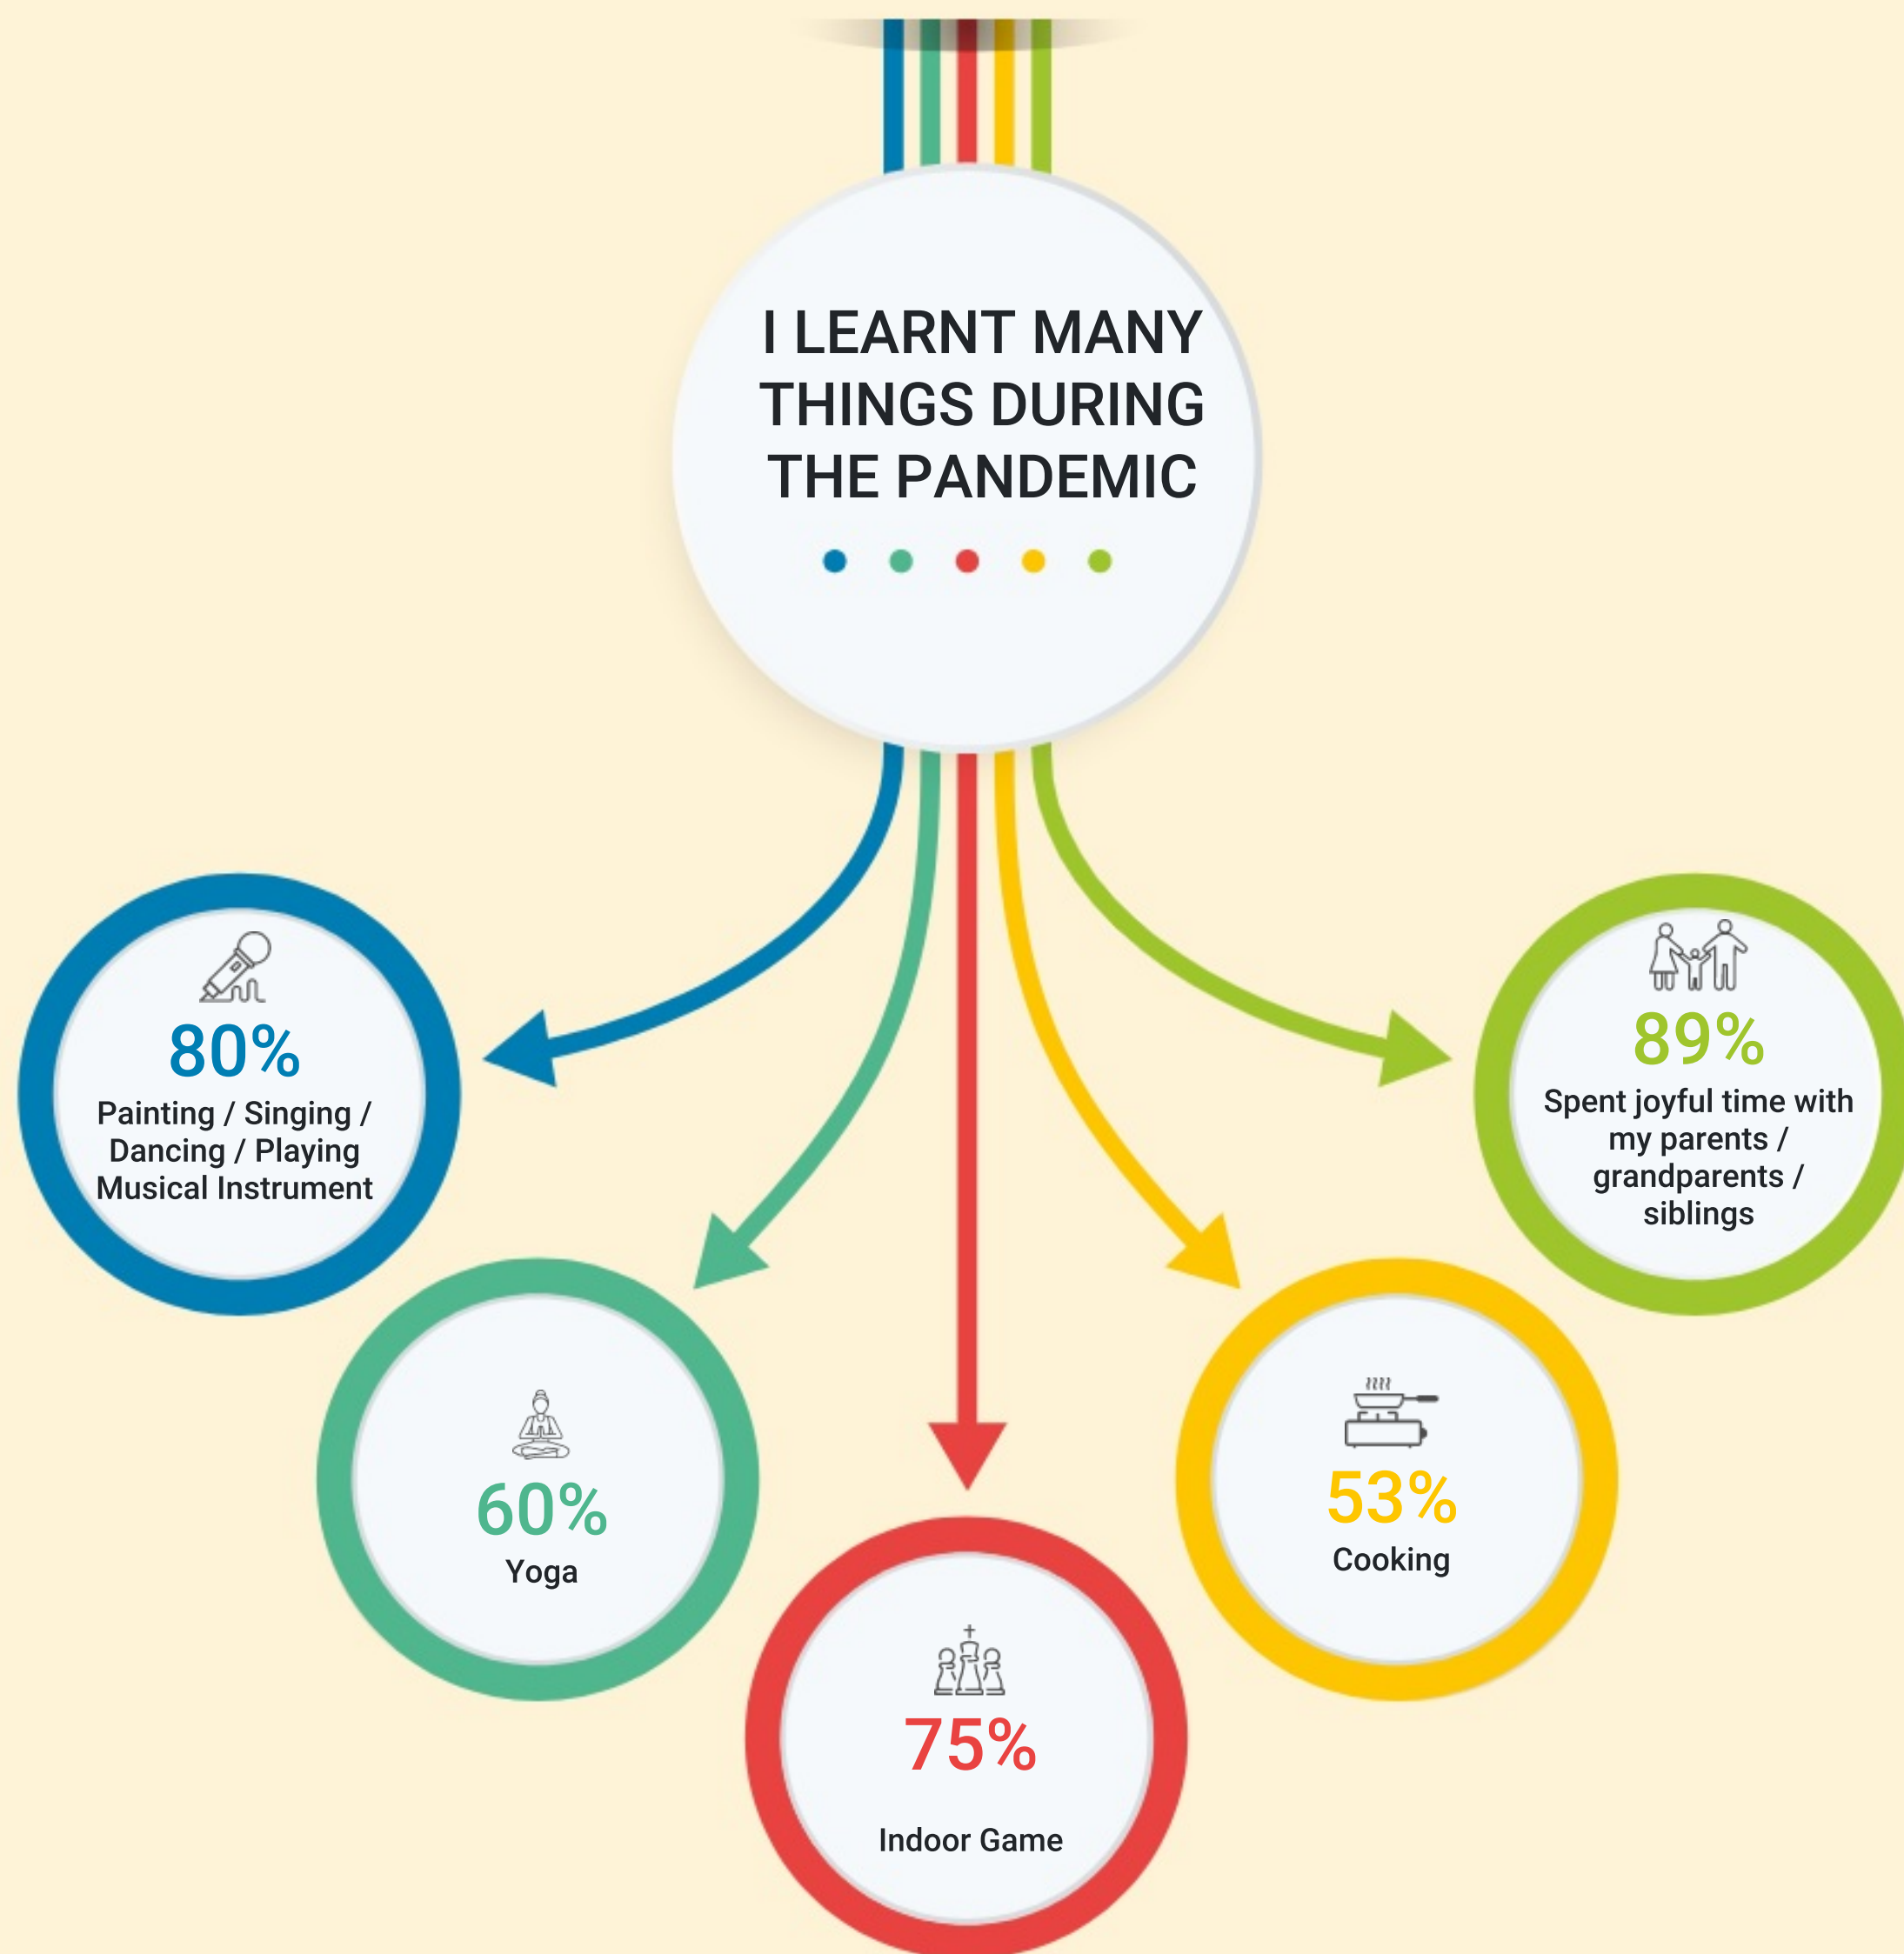 I LEARNT MANY
THINGS DURING
THE PANDEMIC
80%
Painting / Singing /
Dancing / Playing
Musical Instrument
60%
Yoga
75%
Indoor Game
53%
Cooking
89%
Spent joyful time with
my parents /
grandparents /
siblings